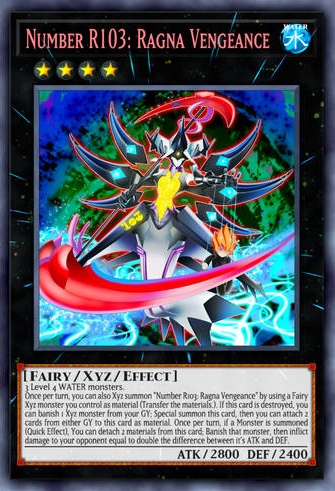 Number R103: Ragna Vengeance
WATER
水
103
[Fairy/Xyz/Effect]
3 Level 4 WATER monsters.
Once per turn, you can also Xyz summon "Number R103: Ragna Vengeance" by using a Fairy
Xyz monster you control as material (Transfer the materials.). If this card is destroyed, you
can banish 1 Xyz monster from your GY; Special summon this card, then you can attach 2
cards from either GY to this card as material. Once per turn, if a Monster is summoned
(Quick Effect), You can detach 2 materials from this card; Banish that monster, then inflict
damage to your opponent equal to double the difference between it's ATK and DEF.
ATK/2800 DEF/2400